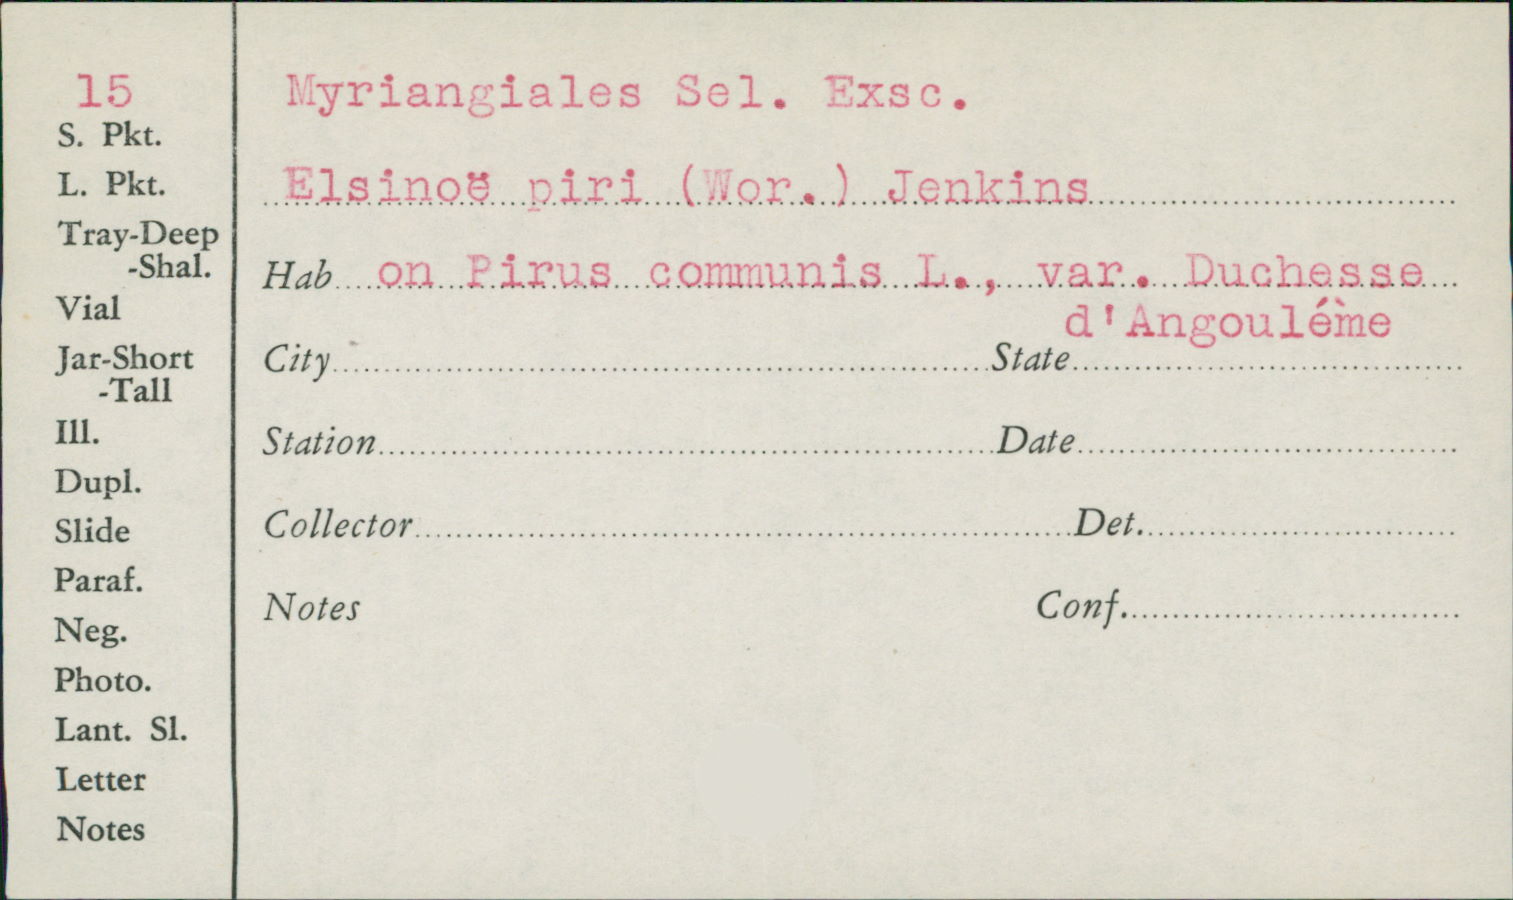 15
S. Pkt.
L. Pkt.
Tray-Deep
-Shal.
Vial
Jar-Short
-Tall
Ill.
Dupl.
Slide
Paraf.
Neg.
Photo.
Lant. Sl.
Letter
Notes
Myriangiales Sel. Exsc.
Elsinoë piri (Wor.) Jenkins
Hab on Pirus communis L., var. Duchesse
d'Angouléme
City State
Station Date
Collector Det.
Notes Conf.